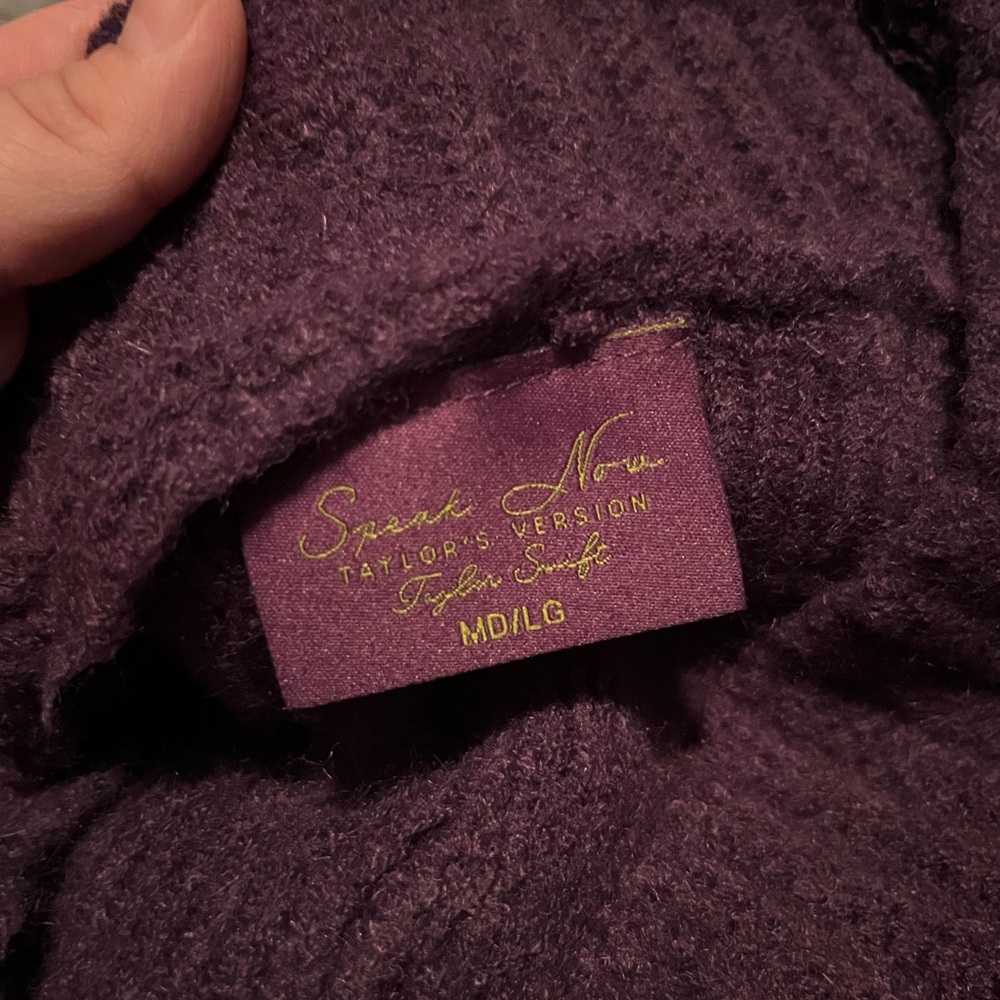 Speak Now
TAYLOR'S VERSION
Taylor Swift
MD/LG